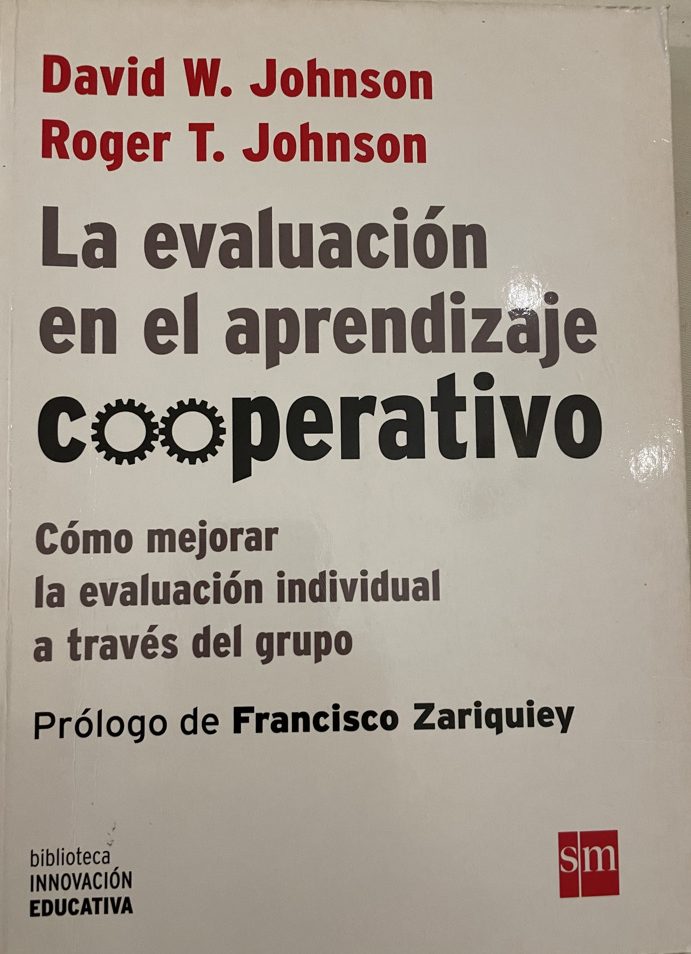 David W. Johnson
Roger T. Johnson
La evaluación
en el aprendizaje
cooperativo
Cómo mejorar
la evaluación individual
a través del grupo
Prólogo de Francisco Zariquiey
biblioteca
INNOVACIÓN
EDUCATIVA
sm